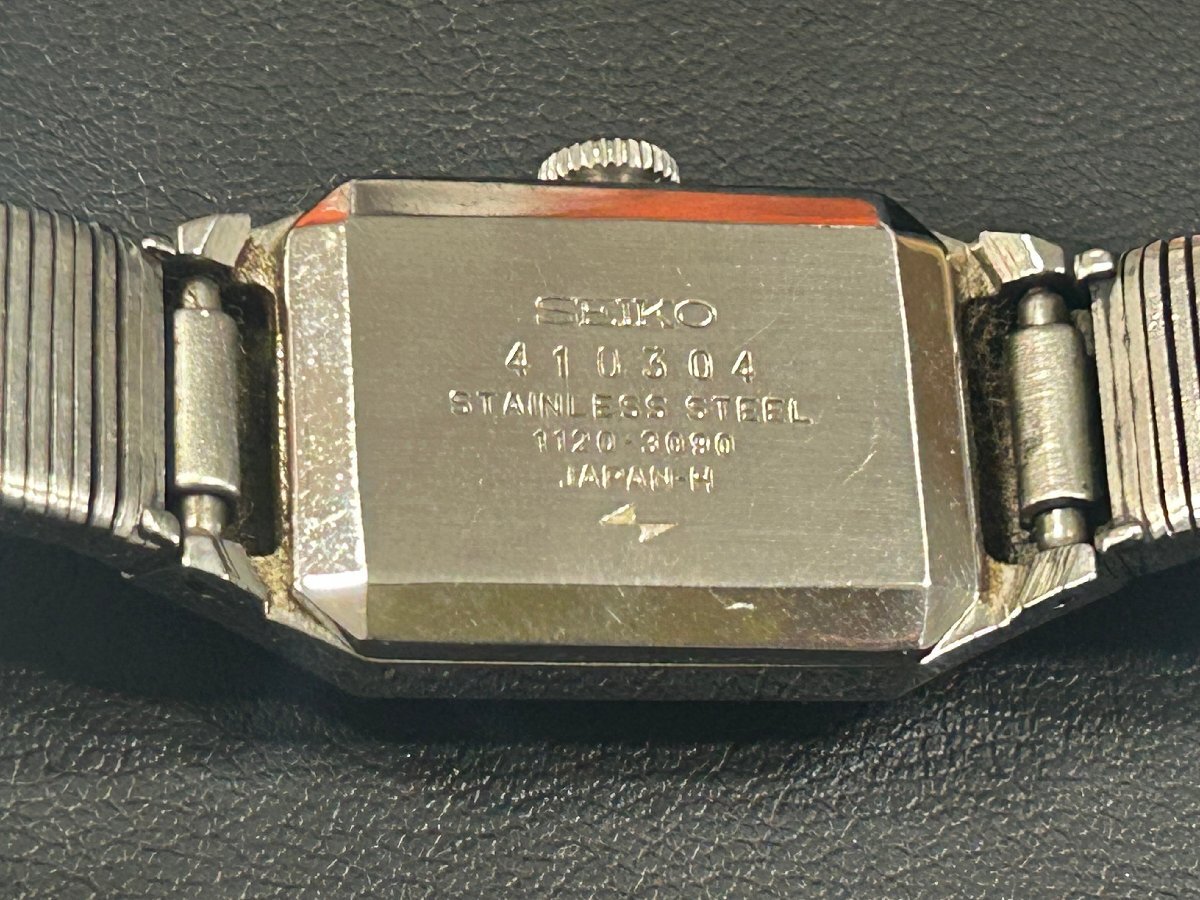 SEIKO
410304
STAINLESS STEEL
1120-3090
JAPAN-H